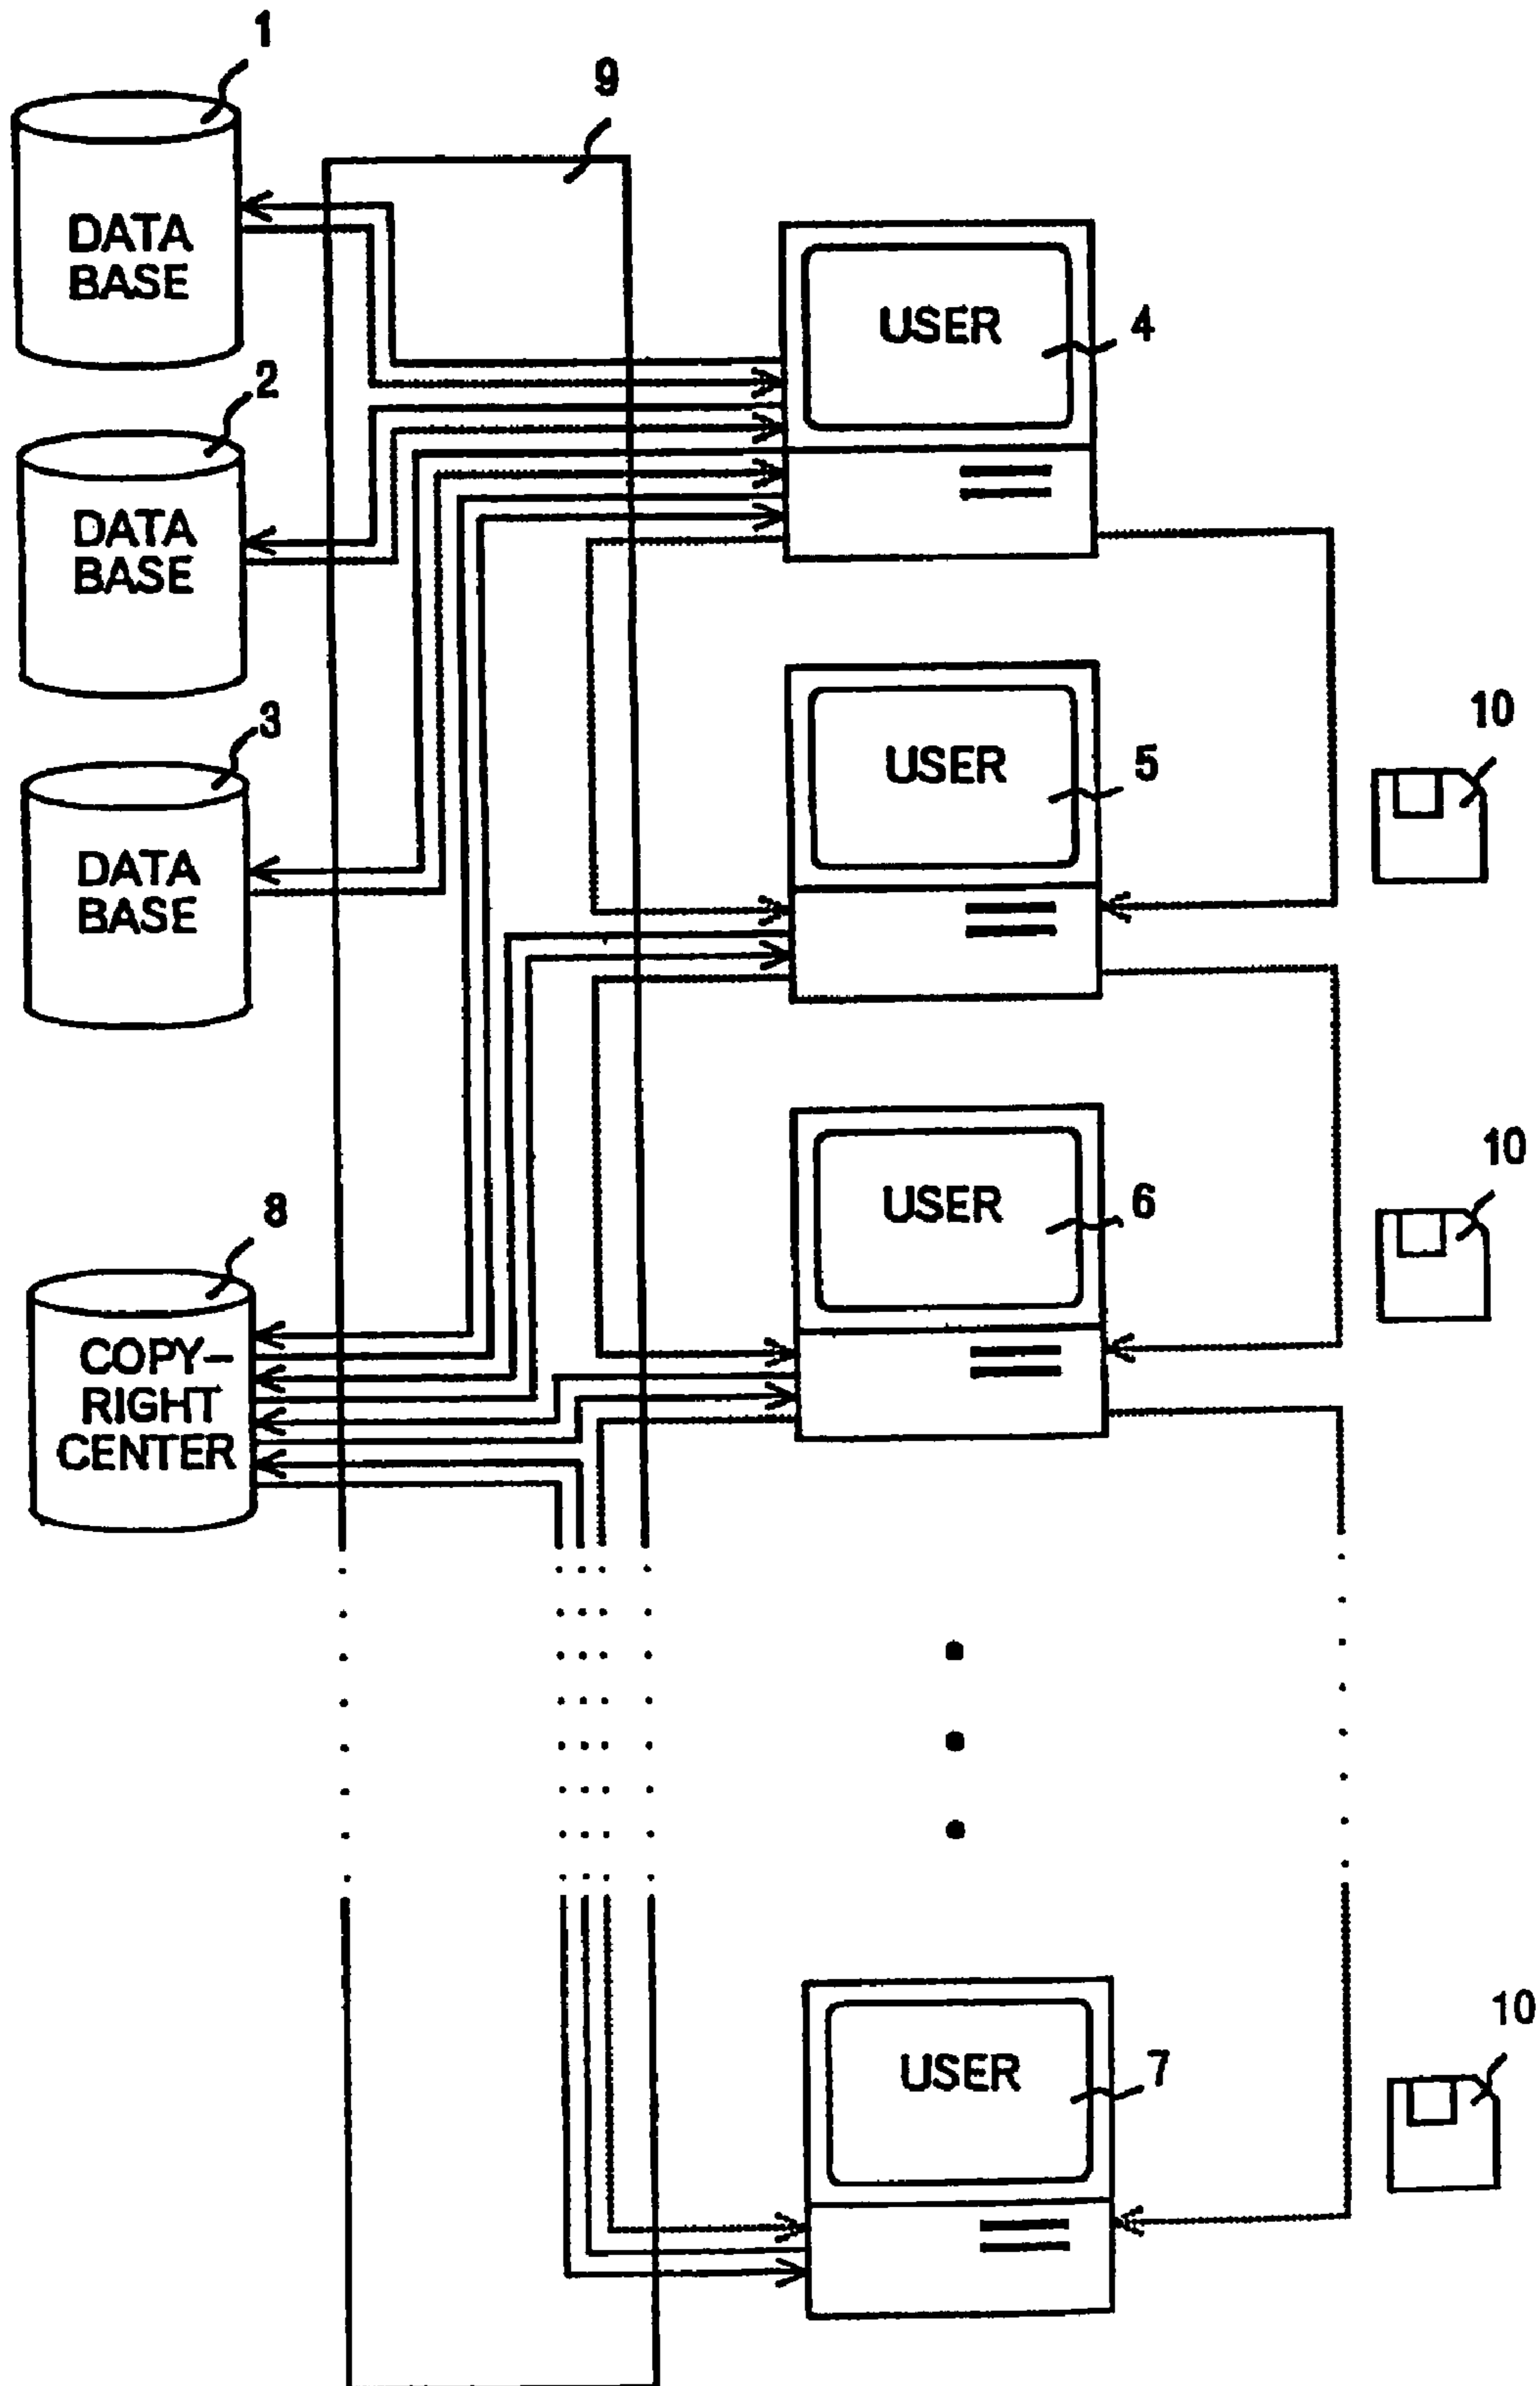 1
9
DATA
BASE
USER
4
2
DATA
BASE
3
DATA
BASE
USER
5
10
USER
6
10
8
COPY-
RIGHT
CENTER
USER
7
10